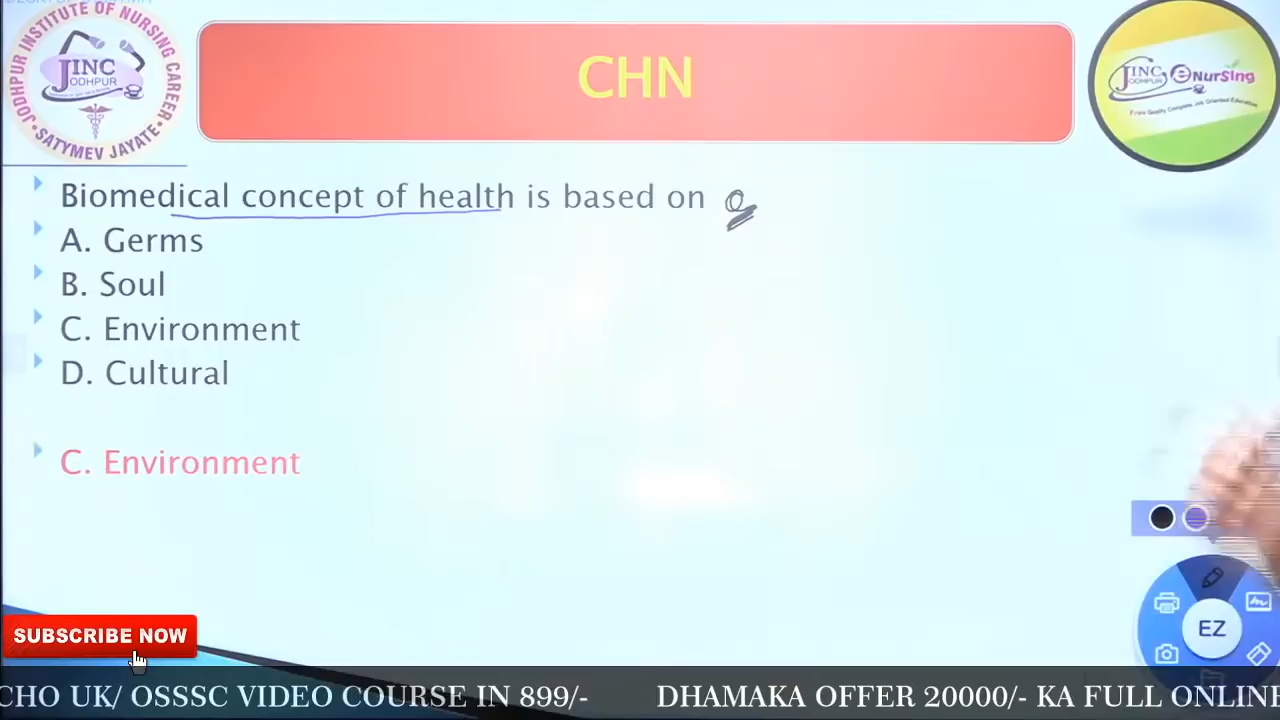 JODHPUR INSTITUTE OF NURSING CAREER
JINC
JODHPUR
SATYMEV JAYATE
CHN
JINC
JODHPUR
eNursing
Biomedical concept of health is based on
A. Germs
B. Soul
C. Environment
D. Cultural
C. Environment
EZ
SUBSCRIBE NOW
CHO UK/ OSSSC VIDEO COURSE IN 899/- DHAMAKA OFFER 20000/- KA FULL ONLINE